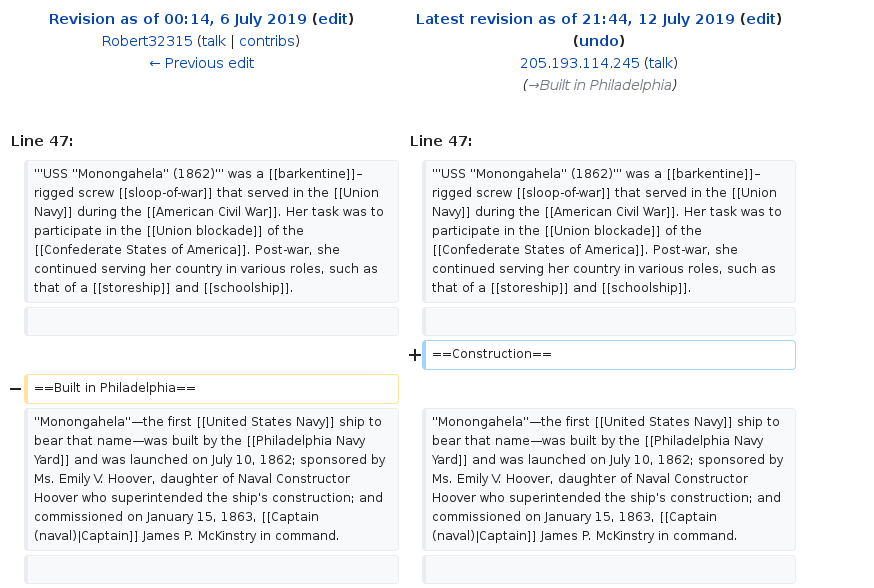 Revision as of 00:14, 6 July 2019 (edit)
Robert32315 (talk | contribs)
← Previous edit
Latest revision as of 21:44, 12 July 2019 (edit)
(undo)
205.193.114.245 (talk)
(→Built in Philadelphia)
Line 47:
'''USS ''Monongahela'' (1862)''' was a [[barkentine]]–
rigged screw [[sloop-of-war]] that served in the [[Union
Navy]] during the [[American Civil War]]. Her task was to
participate in the [[Union blockade]] of the
[[Confederate States of America]]. Post-war, she
continued serving her country in various roles, such as
that of a [[storeship]] and [[schoolship]].
− ==Built in Philadelphia==
''Monongahela''—the first [[United States Navy]] ship to
bear that name—was built by the [[Philadelphia Navy
Yard]] and was launched on July 10, 1862; sponsored by
Ms. Emily V. Hoover, daughter of Naval Constructor
Hoover who superintended the ship's construction; and
commissioned on January 15, 1863, [[Captain
(naval)|Captain]] James P. McKinstry in command.
Line 47:
'''USS ''Monongahela'' (1862)''' was a [[barkentine]]–
rigged screw [[sloop-of-war]] that served in the [[Union
Navy]] during the [[American Civil War]]. Her task was to
participate in the [[Union blockade]] of the
[[Confederate States of America]]. Post-war, she
continued serving her country in various roles, such as
that of a [[storeship]] and [[schoolship]].
+ ==Construction==
''Monongahela''—the first [[United States Navy]] ship to
bear that name—was built by the [[Philadelphia Navy
Yard]] and was launched on July 10, 1862; sponsored by
Ms. Emily V. Hoover, daughter of Naval Constructor
Hoover who superintended the ship's construction; and
commissioned on January 15, 1863, [[Captain
(naval)|Captain]] James P. McKinstry in command.